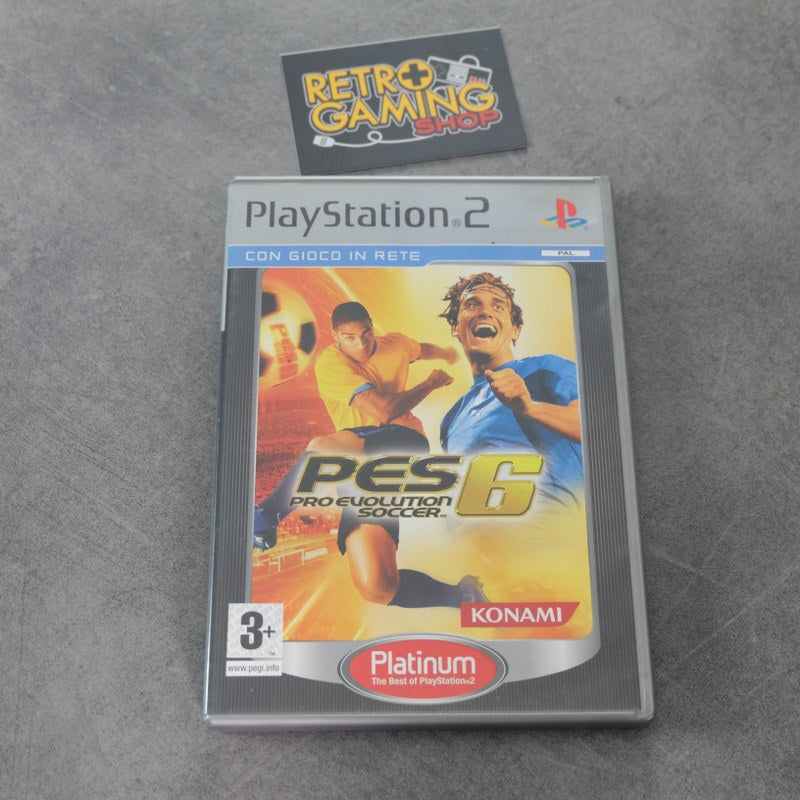 RETRO
GAMING
SHOP
PlayStation®2
CON GIOCO IN RETE
PAL
PES 6
PRO EVOLUTION
SOCCER™
KONAMI
3+
www.pegi.info
Platinum
The Best of PlayStation®2